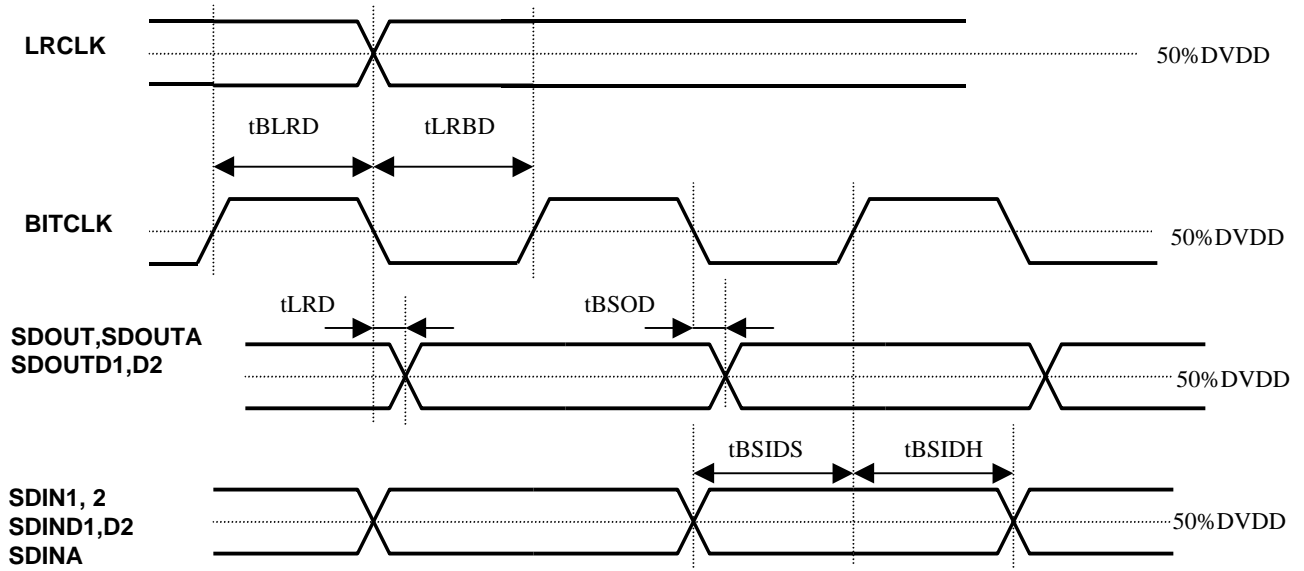 LRCLK
50%DVDD
tBLRD
tLRBD
BITCLK
50%DVDD
tLRD
tBSOD
SDOUT,SDOUTA
SDOUTD1,D2
50%DVDD
tBSIDS
tBSIDH
SDIN1, 2
SDIND1,D2
SDINA
50%DVDD